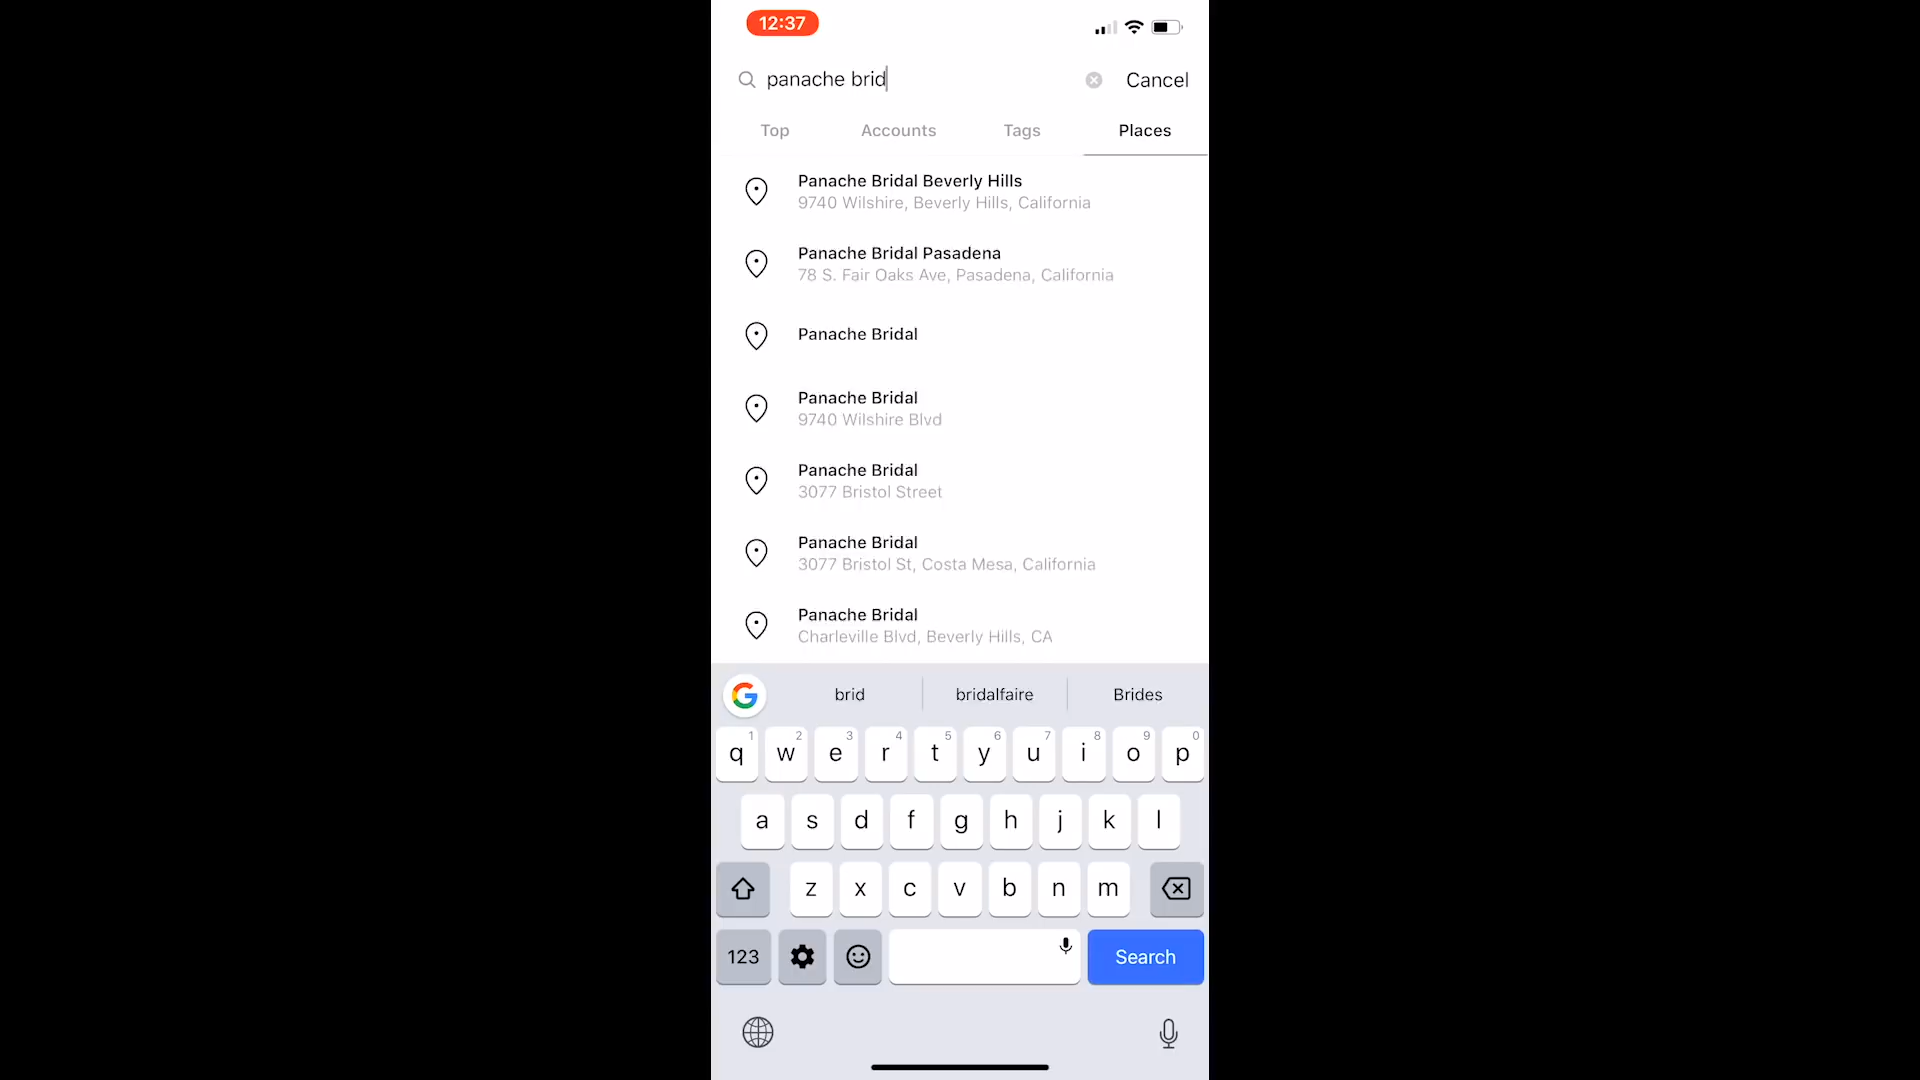 12:37
panache brid
Cancel
Top Accounts Tags Places
Panache Bridal Beverly Hills
9740 Wilshire, Beverly Hills, California
Panache Bridal Pasadena
78 S. Fair Oaks Ave, Pasadena, California
Panache Bridal
Panache Bridal
9740 Wilshire Blvd
Panache Bridal
3077 Bristol Street
Panache Bridal
3077 Bristol St, Costa Mesa, California
Panache Bridal
Charleville Blvd, Beverly Hills, CA
G brid bridalfaire Brides
1 2 3 4 5 6 7 8 9 0
q w e r t y u i o p
a s d f g h j k l
z x c v b n m
123 Search